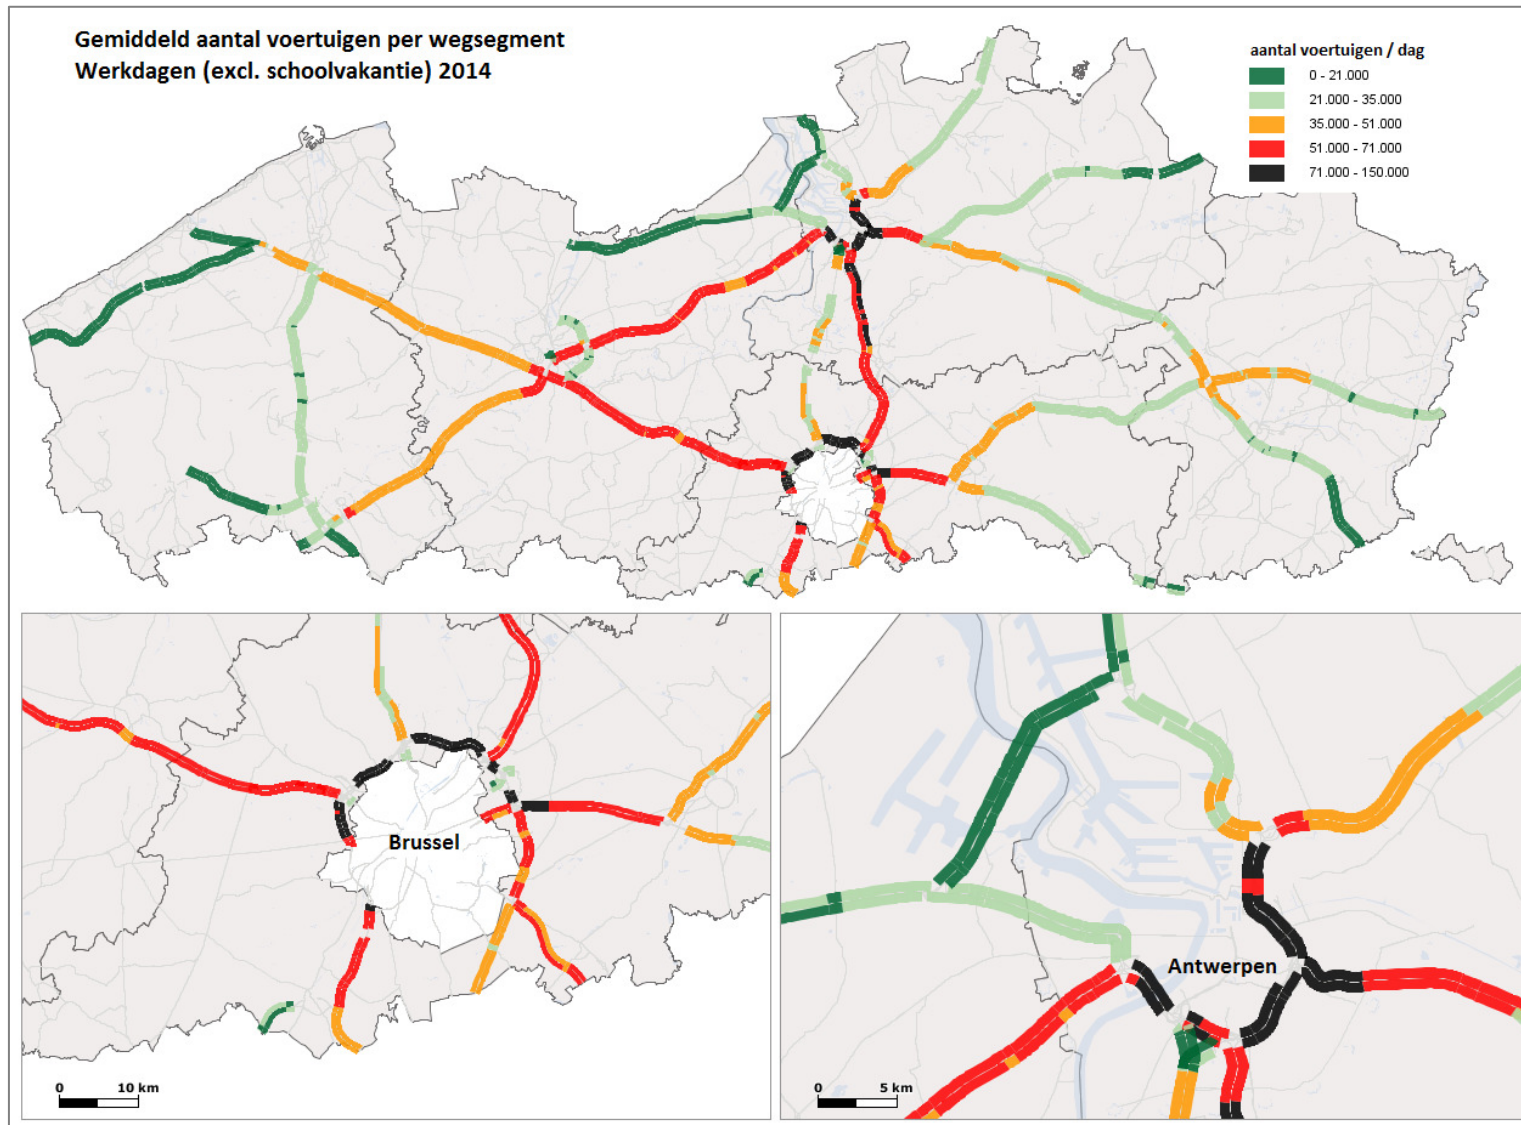 Gemiddeld aantal voertuigen per wegsegment
Werkdagen (excl. schoolvakantie) 2014
aantal voertuigen / dag
0 - 21.000
21.000 - 35.000
35.000 - 51.000
51.000 - 71.000
71.000 - 150.000
Brussel
0 10 km
Antwerpen
0 5 km